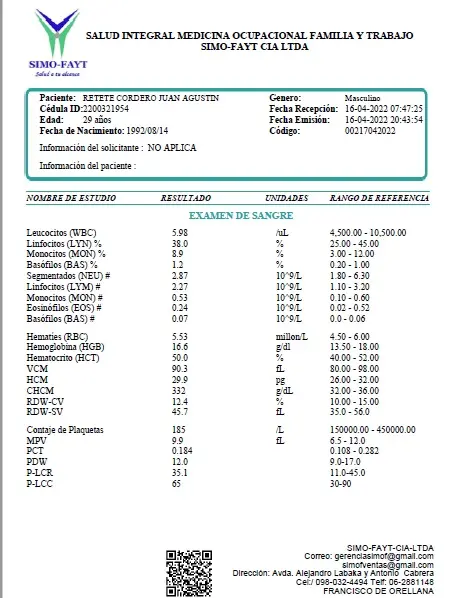 SALUD INTEGRAL MEDICINA OCUPACIONAL FAMILIA Y TRABAJO
SIMO-FAYT CIA LTDA
SIMO-FAYT
Salud a tu alcance
Paciente: RETETE CORDERO JUAN AGUSTIN Genero: Masculino
Cédula ID:2200321954 Fecha Recepción: 16-04-2022 07:47:25
Edad: 29 años Fecha Emisión: 16-04-2022 20:43:54
Fecha de Nacimiento: 1992/08/14 Código: 00217042022
Información del solicitante : NO APLICA
Información del paciente :
NOMBRE DE ESTUDIO RESULTADO UNIDADES RANGO DE REFERENCIA
EXAMEN DE SANGRE
Leucocitos (WBC) 5.98 /uL 4,500.00 - 10,500.00
Linfocitos (LYN) % 38.0 % 25.00 - 45.00
Monocitos (MON) % 8.9 % 3.00 - 12.00
Basófilos (BAS) % 1.2 % 0.20 - 1.00
Segmentados (NEU) # 2.87 10^9/L 1.80 - 6.30
Linfocitos (LYM) # 2.27 10^9/L 1.10 - 3.20
Monocitos (MON) # 0.53 10^9/L 0.10 - 0.60
Eosinófilos (EOS) # 0.24 10^9/L 0.02 - 0.52
Basófilos (BAS) # 0.07 10^9/L 0.0 - 0.06
Hematies (RBC) 5.53 millon/L 4.50 - 6.00
Hemoglobina (HGB) 16.6 g/dl 13.50 - 18.00
Hematocrito (HCT) 50.0 % 40.00 - 52.00
VCM 90.3 fL 80.00 - 98.00
HCM 29.9 pg 26.00 - 32.00
CHCM 332 g/dL 32.00 - 36.00
RDW-CV 12.4 % 10.00 - 15.00
RDW-SV 45.7 fL 35.0 - 56.0
Contaje de Plaquetas 185 /L 150000.00 - 450000.00
MPV 9.9 fL 6.5 - 12.0
PCT 0.184 0.108 - 0.282
PDW 12.0 9.0-17.0
P-LCR 35.1 11.0-45.0
P-LCC 65 30-90
SIMO-FAYT-CIA-LTDA
Correo: gerenciasimof@gmail.com
simofventas@gmail.com
Dirección: Avda. Alejandro Labaka y Antonio Cabrera
Cel:/ 098-032-4494 Telf: 06-2881148
FRANCISCO DE ORELLANA